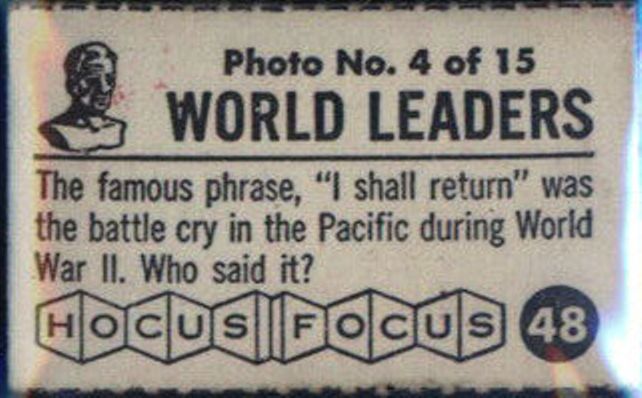 Photo No. 4 of 15
WORLD LEADERS
The famous phrase, “I shall return” was
the battle cry in the Pacific during World
War II. Who said it?
HOCUS FOCUS 48